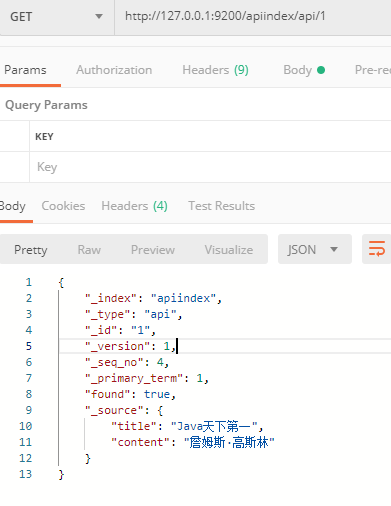 GET http://127.0.0.1:9200/apiindex/api/1
Params Authorization Headers (9) Body Pre-re
Query Params
KEY
Key
Body Cookies Headers (4) Test Results
Pretty Raw Preview Visualize JSON
1 {
2 "_index": "apiindex",
3 "_type": "api",
4 "_id": "1",
5 "_version": 1,
6 "_seq_no": 4,
7 "_primary_term": 1,
8 "found": true,
9 "_source": {
10 "title": "Java天下第一",
11 "content": "詹姆斯·高斯林"
12 }
13 }